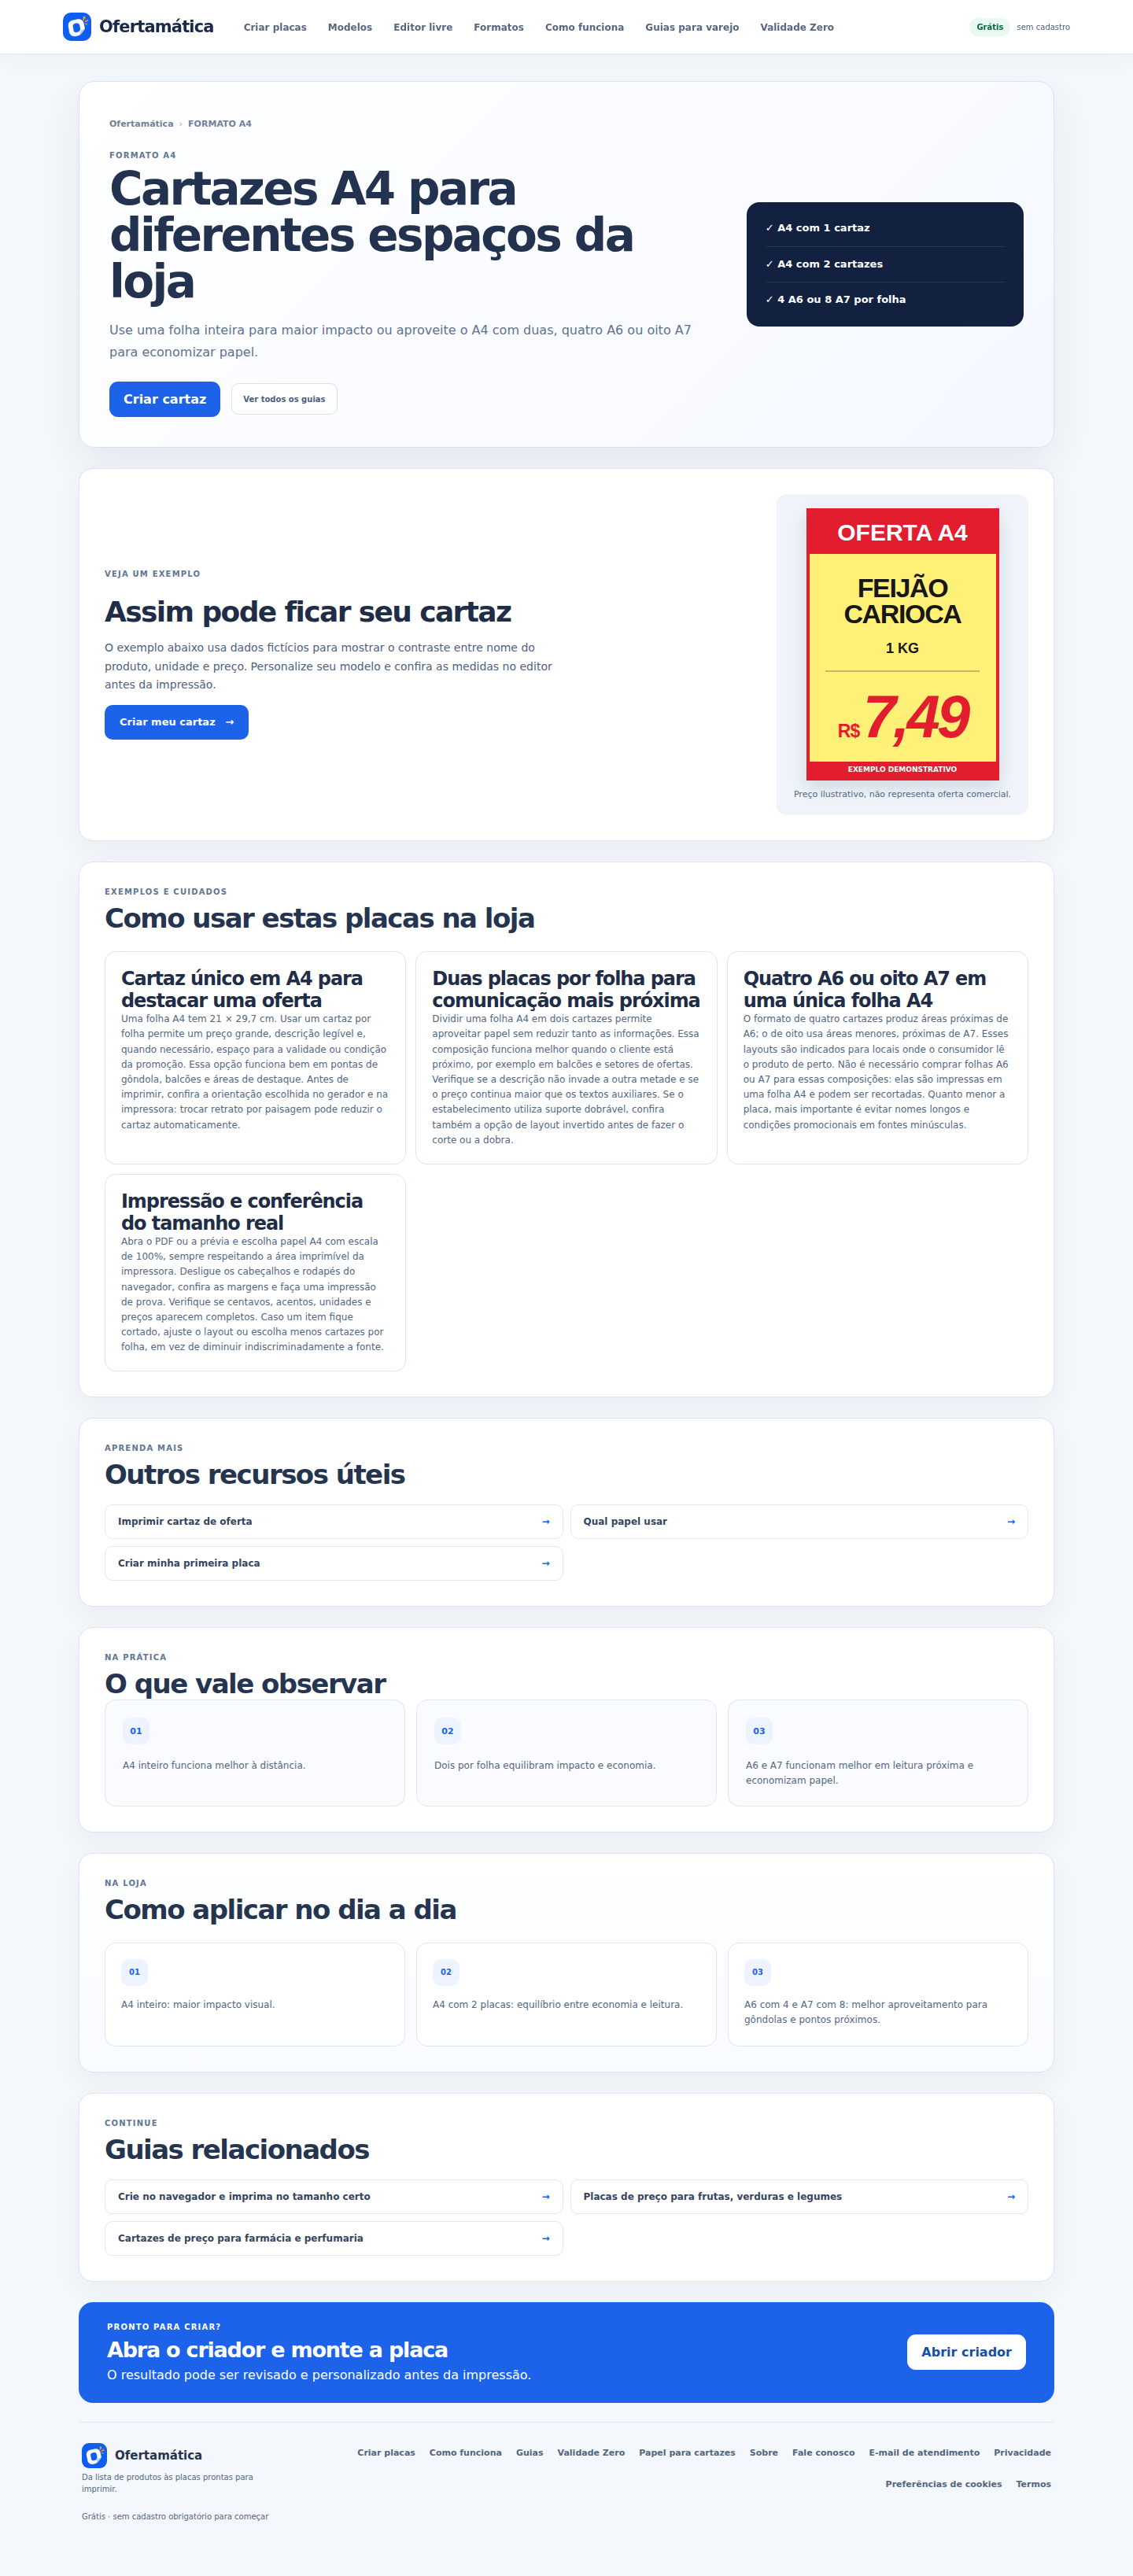 Ofertamática
Criar placas Modelos Editor livre Formatos Como funciona Guias para varejo Validade Zero
Grátis sem cadastro
Ofertamática › FORMATO A4
FORMATO A4
Cartazes A4 para
diferentes espaços da
loja
Use uma folha inteira para maior impacto ou aproveite o A4 com duas, quatro A6 ou oito A7
para economizar papel.
Criar cartaz Ver todos os guias
✓ A4 com 1 cartaz
✓ A4 com 2 cartazes
✓ 4 A6 ou 8 A7 por folha
VEJA UM EXEMPLO
Assim pode ficar seu cartaz
O exemplo abaixo usa dados fictícios para mostrar o contraste entre nome do
produto, unidade e preço. Personalize seu modelo e confira as medidas no editor
antes da impressão.
Criar meu cartaz →
OFERTA A4
FEIJÃO
CARIOCA
1 KG
R$ 7,49
EXEMPLO DEMONSTRATIVO
Preço ilustrativo, não representa oferta comercial.
EXEMPLOS E CUIDADOS
Como usar estas placas na loja
Cartaz único em A4 para
destacar uma oferta
Uma folha A4 tem 21 × 29,7 cm. Usar um cartaz por
folha permite um preço grande, descrição legível e,
quando necessário, espaço para a validade ou condição
da promoção. Essa opção funciona bem em pontas de
gôndola, balcões e áreas de destaque. Antes de
imprimir, confira a orientação escolhida no gerador e na
impressora: trocar retrato por paisagem pode reduzir o
cartaz automaticamente.
Duas placas por folha para
comunicação mais próxima
Dividir uma folha A4 em dois cartazes permite
aproveitar papel sem reduzir tanto as informações. Essa
composição funciona melhor quando o cliente está
próximo, por exemplo em balcões e setores de ofertas.
Verifique se a descrição não invade a outra metade e se
o preço continua maior que os textos auxiliares. Se o
estabelecimento utiliza suporte dobrável, confira
também a opção de layout invertido antes de fazer o
corte ou a dobra.
Quatro A6 ou oito A7 em
uma única folha A4
O formato de quatro cartazes produz áreas próximas de
A6; o de oito usa áreas menores, próximas de A7. Esses
layouts são indicados para locais onde o consumidor lê
o produto de perto. Não é necessário comprar folhas A6
ou A7 para essas composições: elas são impressas em
uma folha A4 e podem ser recortadas. Quanto menor a
placa, mais importante é evitar nomes longos e
condições promocionais em fontes minúsculas.
Impressão e conferência
do tamanho real
Abra o PDF ou a prévia e escolha papel A4 com escala
de 100%, sempre respeitando a área imprimível da
impressora. Desligue os cabeçalhos e rodapés do
navegador, confira as margens e faça uma impressão
de prova. Verifique se centavos, acentos, unidades e
preços aparecem completos. Caso um item fique
cortado, ajuste o layout ou escolha menos cartazes por
folha, em vez de diminuir indiscriminadamente a fonte.
APRENDA MAIS
Outros recursos úteis
Imprimir cartaz de oferta →
Qual papel usar →
Criar minha primeira placa →
NA PRÁTICA
O que vale observar
01
A4 inteiro funciona melhor à distância.
02
Dois por folha equilibram impacto e economia.
03
A6 e A7 funcionam melhor em leitura próxima e
economizam papel.
NA LOJA
Como aplicar no dia a dia
01
A4 inteiro: maior impacto visual.
02
A4 com 2 placas: equilíbrio entre economia e leitura.
03
A6 com 4 e A7 com 8: melhor aproveitamento para
gôndolas e pontos próximos.
CONTINUE
Guias relacionados
Crie no navegador e imprima no tamanho certo →
Placas de preço para frutas, verduras e legumes →
Cartazes de preço para farmácia e perfumaria →
PRONTO PARA CRIAR?
Abra o criador e monte a placa
O resultado pode ser revisado e personalizado antes da impressão.
Abrir criador
Ofertamática
Da lista de produtos às placas prontas para
imprimir.
Grátis · sem cadastro obrigatório para começar
Criar placas Como funciona Guias Validade Zero Papel para cartazes Sobre Fale conosco E-mail de atendimento Privacidade
Preferências de cookies Termos